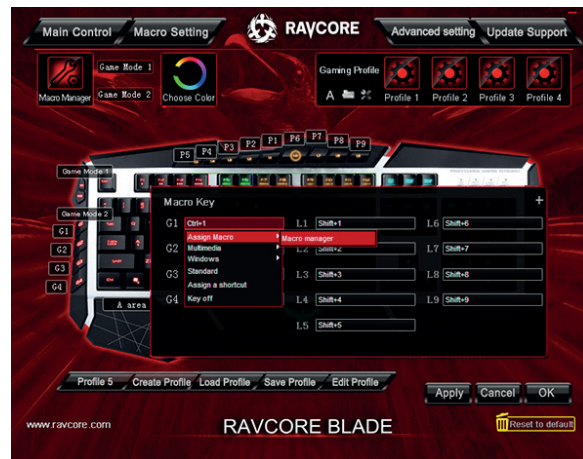 Main Control Macro Setting RAVCORE Advanced setting Update Support
Game Mode 1
Game Mode 2
Macro Manager Choose Color
Gaming Profile
A
Profile 1 Profile 2 Profile 3 Profile 4
P5 P4 P3 P2 P1 P6 P7 P8 P9
Game Mode 1
Game Mode 2
G1
G2
G3
G4
A area
Macro Key +
G1 Ctrl+1 L1 Shift+1 L6 Shift+6
Assign Macro Macro manager
G2 Multimedia L2 Shift+2 L7 Shift+7
Windows
G3 Standard L3 Shift+3 L8 Shift+8
Assign a shortcut
G4 Key off L4 Shift+4 L9 Shift+9
L5 Shift+5
Profile 5 Create Profile Load Profile Save Profile Edit Profile
Apply Cancel OK
www.ravcore.com RAVCORE BLADE Reset to default